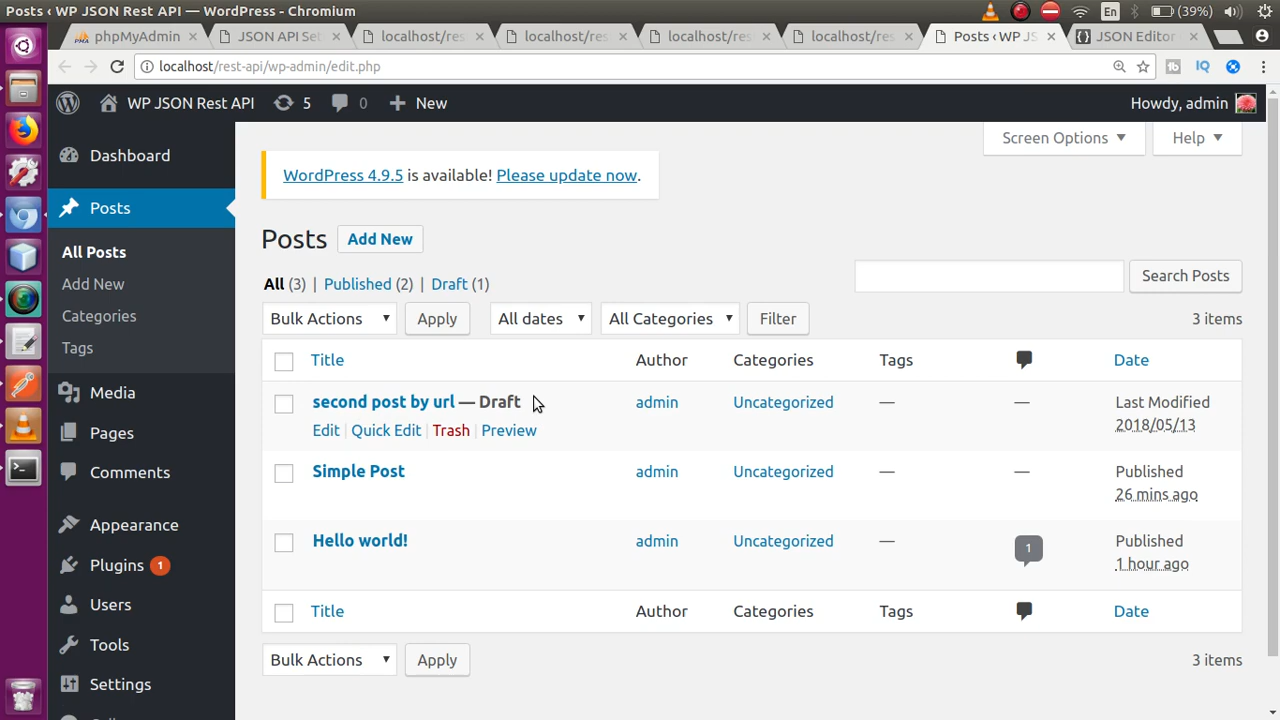 Posts ‹ WP JSON Rest API — WordPress - Chromium
En (39%)
phpMyAdmin × JSON API Set × localhost/res × localhost/res × localhost/res × localhost/res × Posts ‹ WP JS × JSON Editor ×
localhost/rest-api/wp-admin/edit.php
WP JSON Rest API 5 0 + New Howdy, admin
Dashboard
Posts
All Posts
Add New
Categories
Tags
Media
Pages
Comments
Appearance
Plugins 1
Users
Tools
Settings
Screen Options ▼ Help ▼
WordPress 4.9.5 is available! Please update now.
Posts Add New
All (3) | Published (2) | Draft (1)
Search Posts
Bulk Actions Apply All dates All Categories Filter 3 items
Title Author Categories Tags Date
second post by url — Draft admin Uncategorized — — Last Modified
2018/05/13
Edit | Quick Edit | Trash | Preview
Simple Post admin Uncategorized — — Published
26 mins ago
Hello world! admin Uncategorized — 1 Published
1 hour ago
Title Author Categories Tags Date
Bulk Actions Apply 3 items